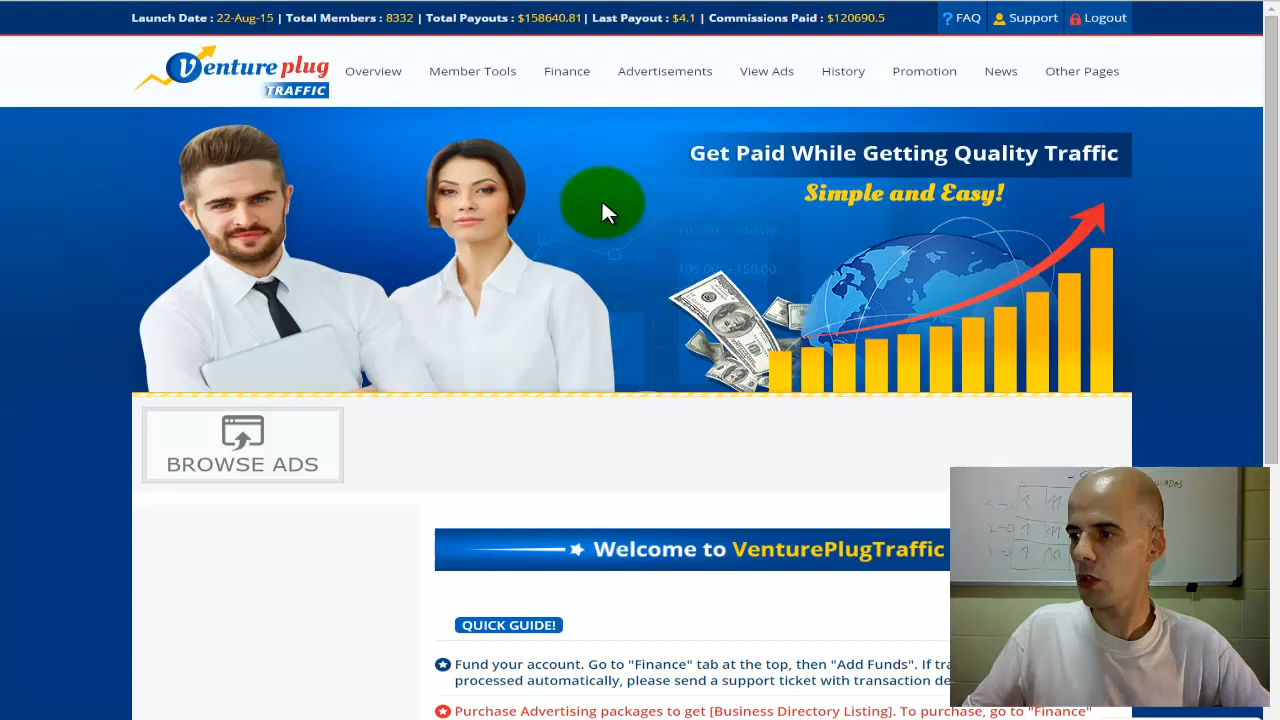 Launch Date : 22-Aug-15 | Total Members : 8332 | Total Payouts : $158640.81| Last Payout : $4.1 | Commissions Paid : $120690.5
? FAQ Support Logout
Venture plug
TRAFFIC
Overview Member Tools Finance Advertisements View Ads History Promotion News Other Pages
Get Paid While Getting Quality Traffic
Simple and Easy!
BROWSE ADS
Welcome to VenturePlugTraffic
QUICK GUIDE!
Fund your account. Go to "Finance" tab at the top, then "Add Funds". If tra
processed automatically, please send a support ticket with transaction de
Purchase Advertising packages to get [Business Directory Listing]. To purchase, go to "Finance"